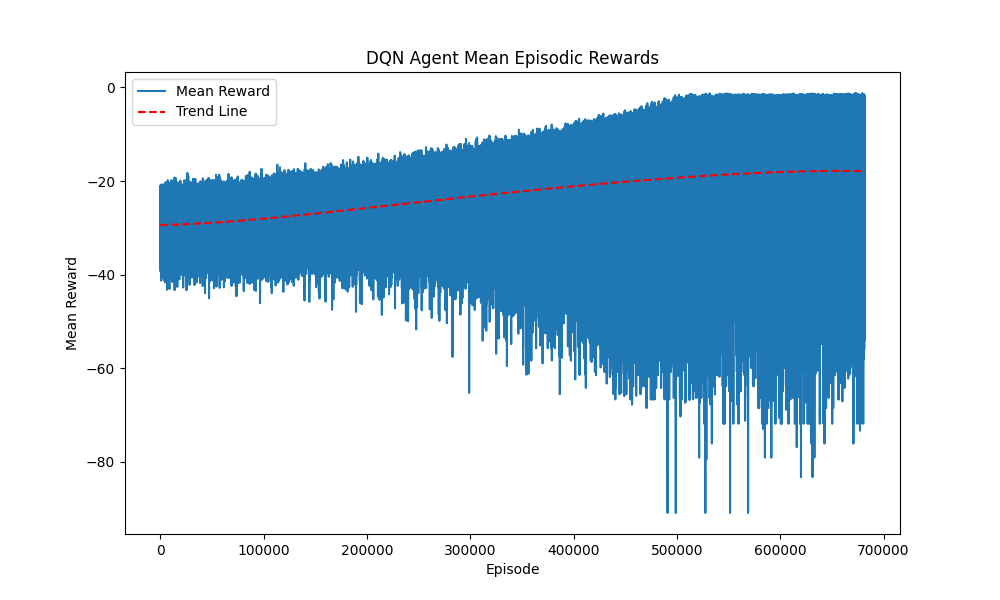 DQN Agent Mean Episodic Rewards
Mean Reward
Trend Line
0
−20
−40
−60
−80
Mean Reward
0 100000 200000 300000 400000 500000 600000 700000
Episode